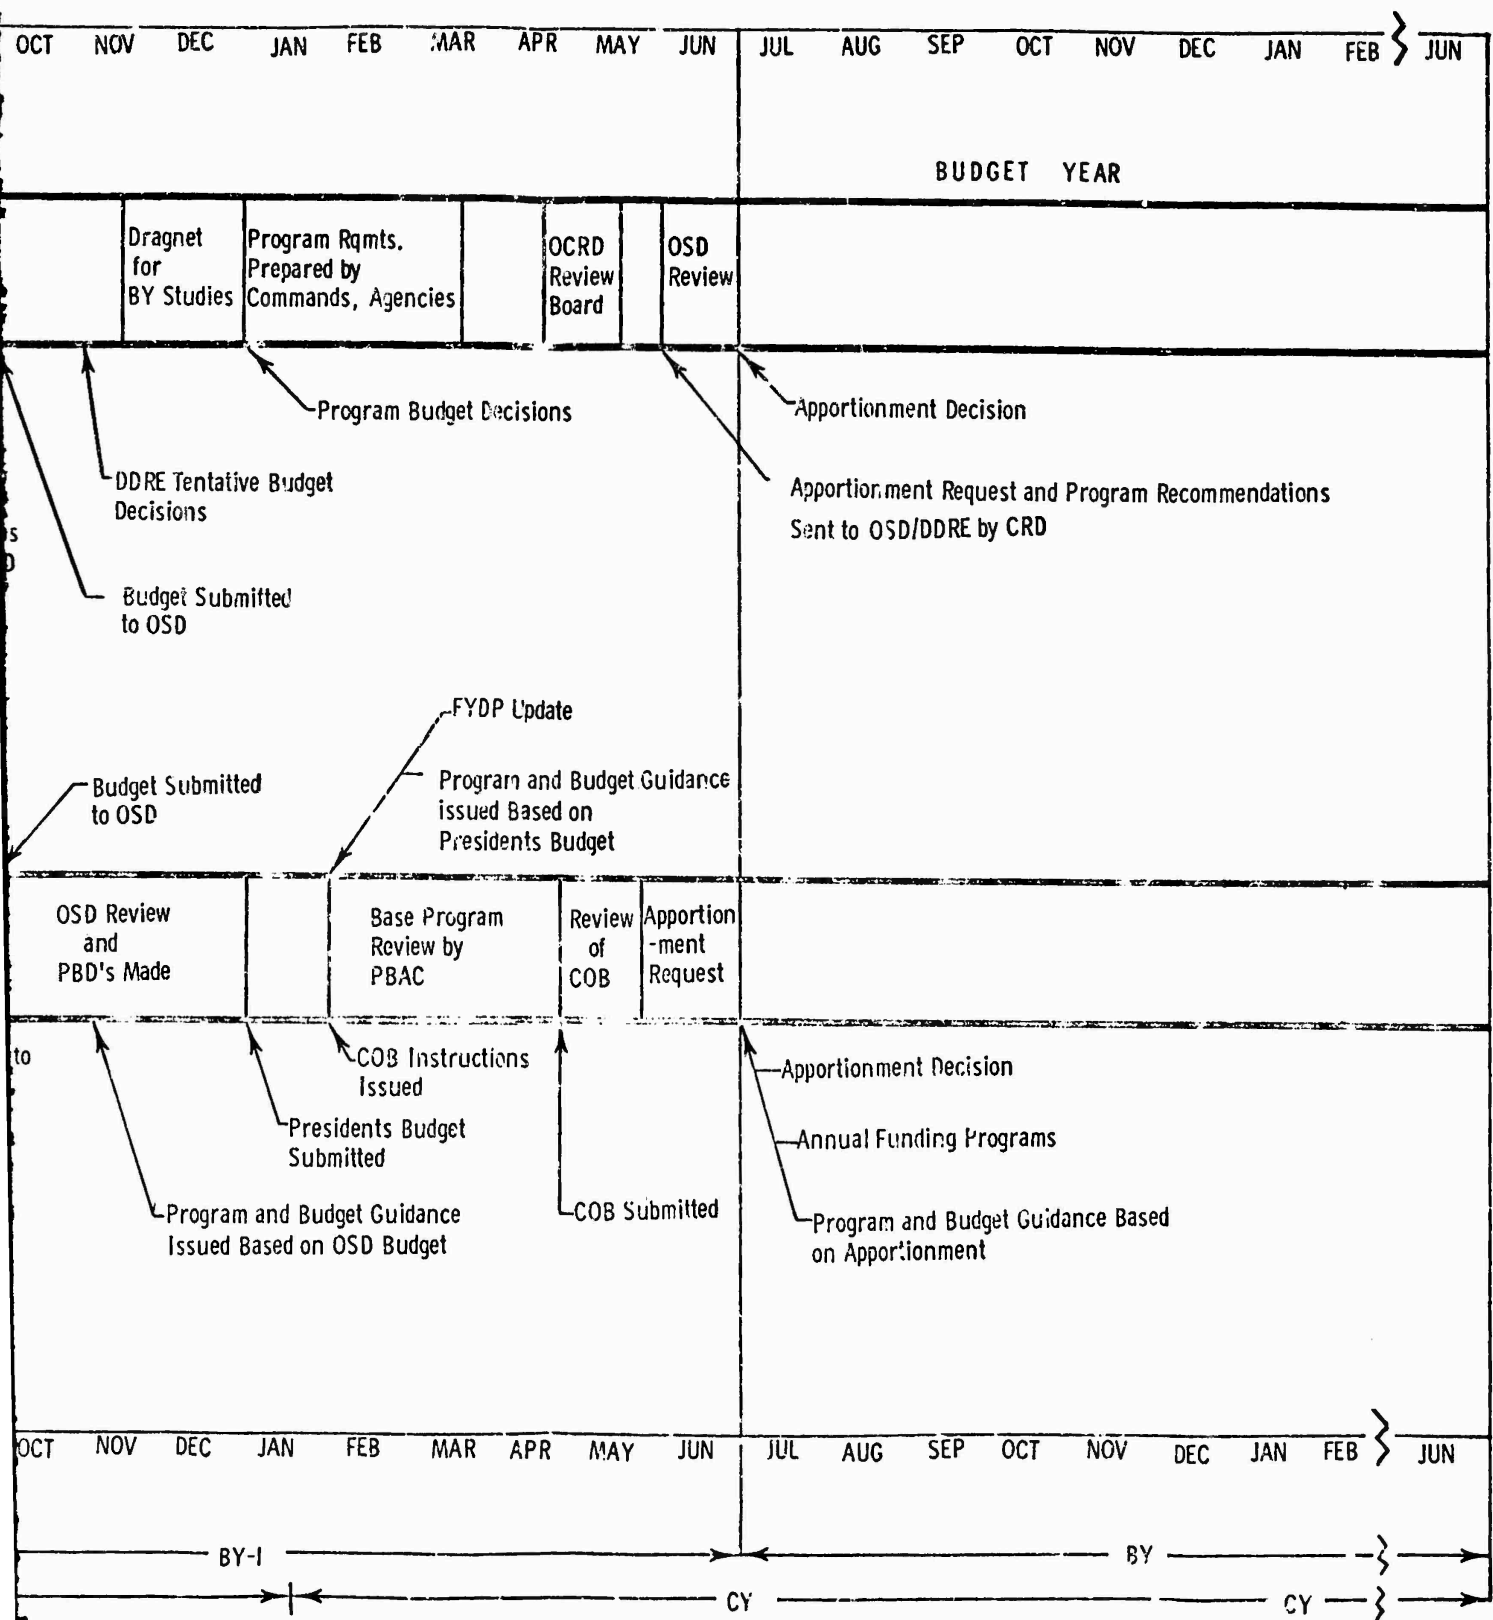 OCT NOV DEC JAN FEB MAR APR MAY JUN JUL AUG SEP OCT NOV DEC JAN FEB JUN
BUDGET YEAR
Dragnet
for
BY Studies
Program Rqmts.
Prepared by
Commands, Agencies
OCRD
Review
Board
OSD
Review
Program Budget Decisions
Apportionment Decision
DDRE Tentative Budget
Decisions
Apportionment Request and Program Recommendations
Sent to OSD/DDRE by CRD
Budget Submitted
to OSD
FYDP Update
Budget Submitted
to OSD
Program and Budget Guidance
issued Based on
Presidents Budget
OSD Review
and
PBD's Made
Base Program
Review by
PBAC
Review
of
COB
Apportion
-ment
Request
to
COB Instructions
Issued
Apportionment Decision
Presidents Budget
Submitted
Annual Funding Programs
Program and Budget Guidance
Issued Based on OSD Budget
COB Submitted
Program and Budget Guidance Based
on Apportionment
OCT NOV DEC JAN FEB MAR APR MAY JUN JUL AUG SEP OCT NOV DEC JAN FEB JUN
BY-1 BY
CY CY